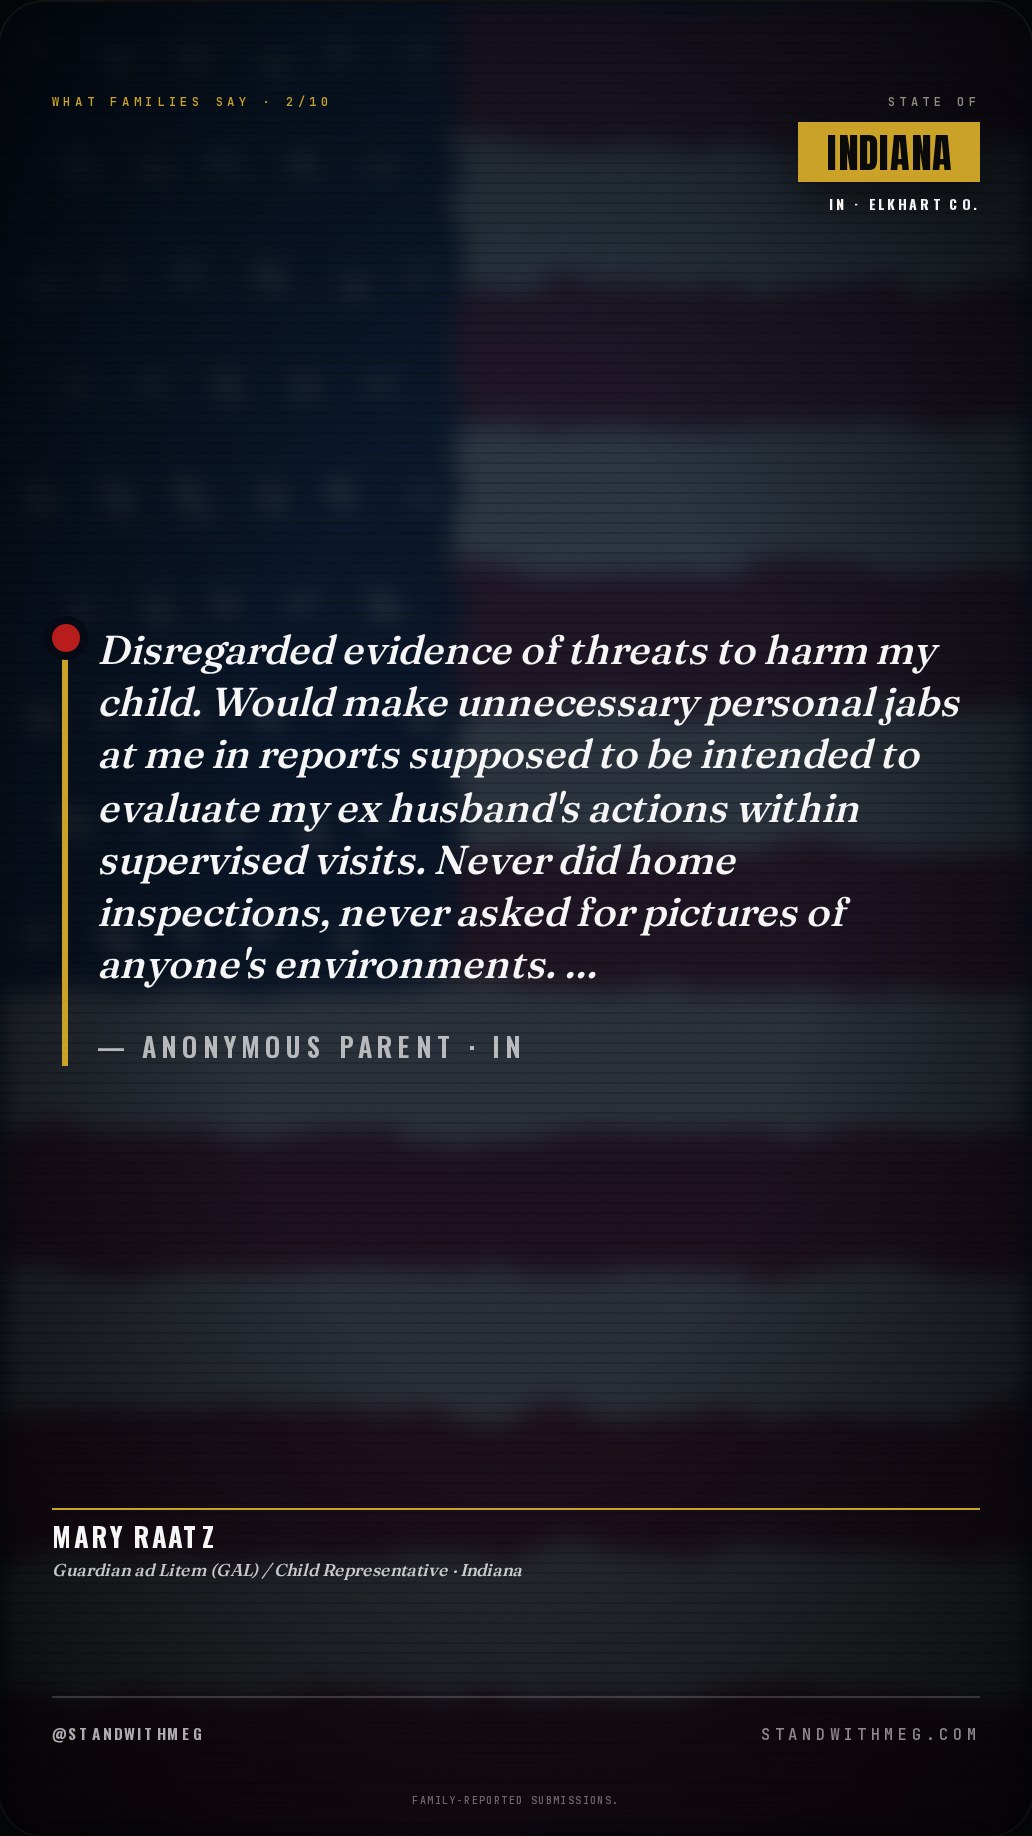 WHAT FAMILIES SAY · 2/10
STATE OF
INDIANA
IN · ELKHART CO.
Disregarded evidence of threats to harm my
child. Would make unnecessary personal jabs
at me in reports supposed to be intended to
evaluate my ex husband's actions within
supervised visits. Never did home
inspections, never asked for pictures of
anyone's environments. ...
— ANONYMOUS PARENT · IN
MARY RAATZ
Guardian ad Litem (GAL) / Child Representative · Indiana
@STANDWITHMEG
STANDWITHMEG.COM
FAMILY-REPORTED SUBMISSIONS.